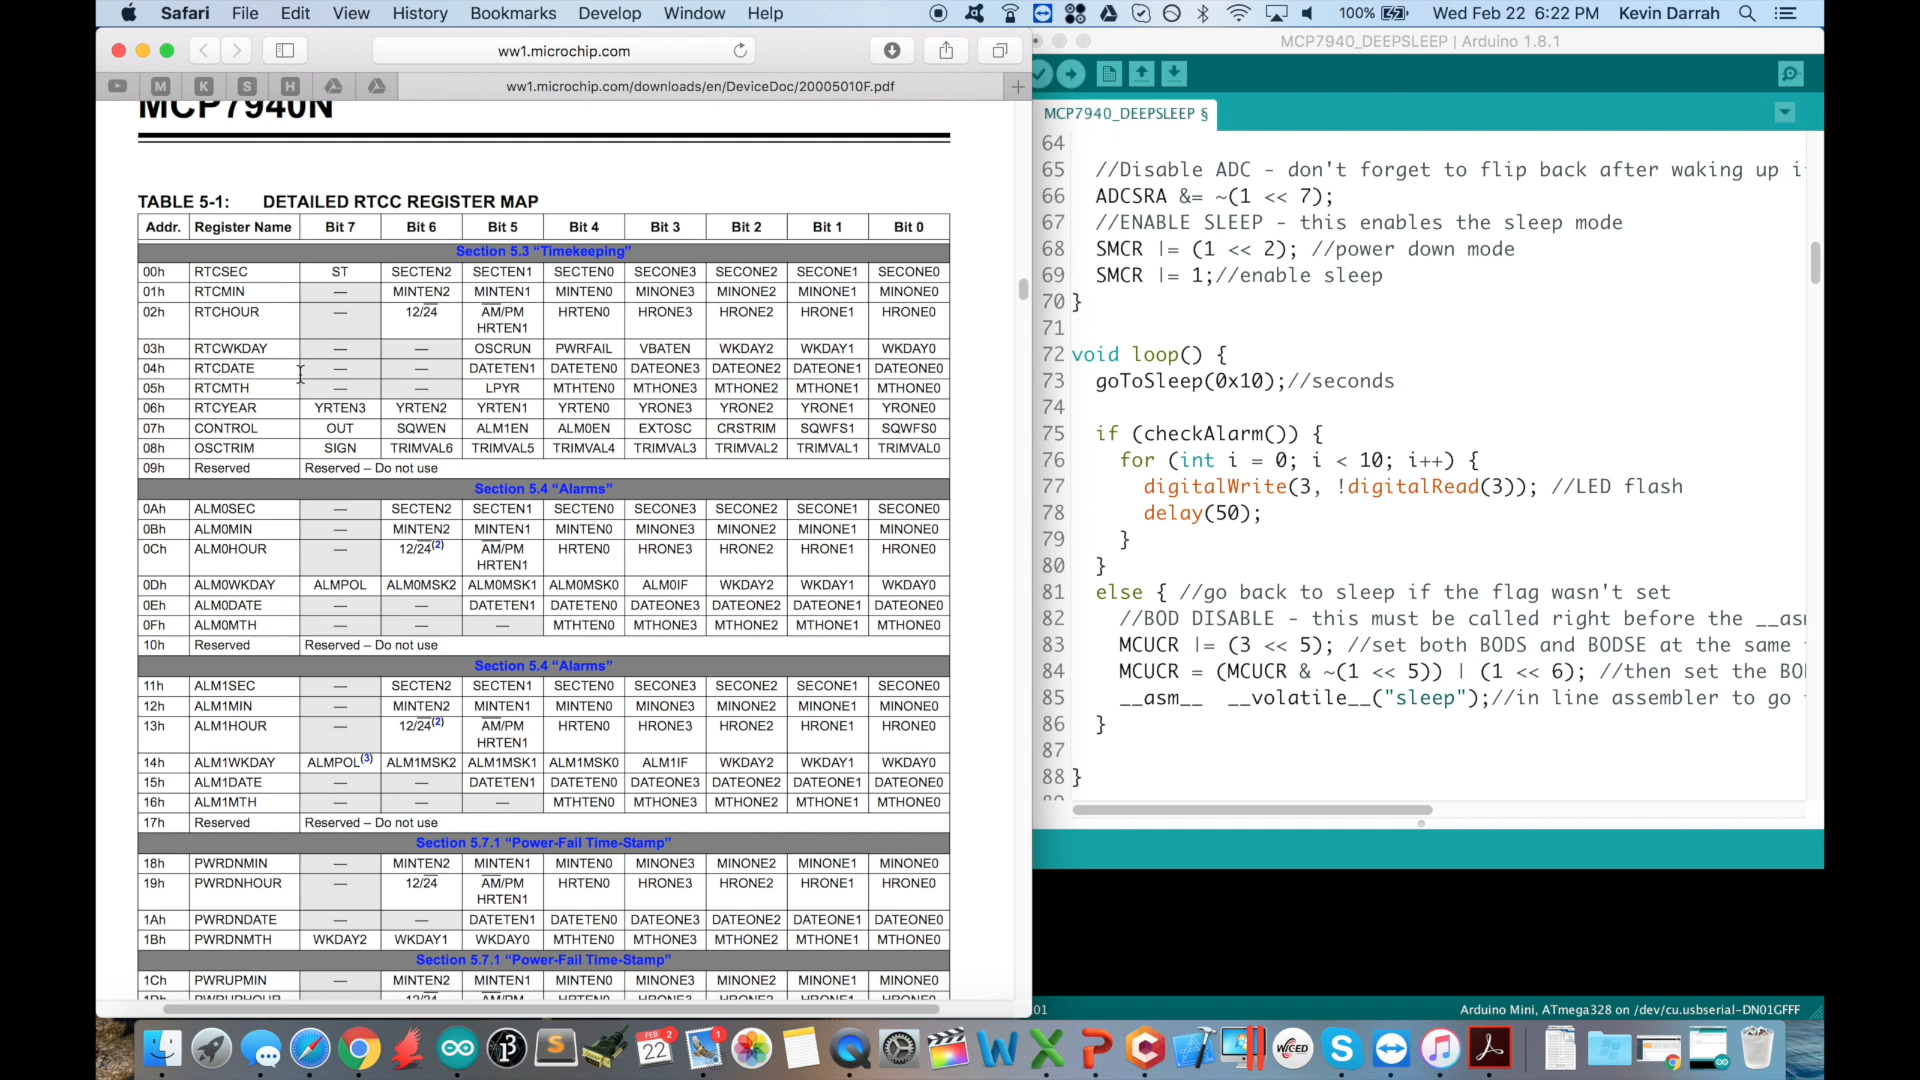 Safari File Edit View History Bookmarks Develop Window Help 100% Wed Feb 22 6:22 PM Kevin Darrah
ww1.microchip.com
M K S H ww1.microchip.com/downloads/en/DeviceDoc/20005010F.pdf
MCP7940N
TABLE 5-1: DETAILED RTCC REGISTER MAP
Addr. Register Name Bit 7 Bit 6 Bit 5 Bit 4 Bit 3 Bit 2 Bit 1 Bit 0
Section 5.3 “Timekeeping”
00h RTCSEC ST SECTEN2 SECTEN1 SECTEN0 SECONE3 SECONE2 SECONE1 SECONE0
01h RTCMIN — MINTEN2 MINTEN1 MINTEN0 MINONE3 MINONE2 MINONE1 MINONE0
02h RTCHOUR — 12/24 AM/PM HRTEN0 HRONE3 HRONE2 HRONE1 HRONE0
HRTEN1
03h RTCWKDAY — — OSCRUN PWRFAIL VBATEN WKDAY2 WKDAY1 WKDAY0
04h RTCDATE — — DATETEN1 DATETEN0 DATEONE3 DATEONE2 DATEONE1 DATEONE0
05h RTCMTH — — LPYR MTHTEN0 MTHONE3 MTHONE2 MTHONE1 MTHONE0
06h RTCYEAR YRTEN3 YRTEN2 YRTEN1 YRTEN0 YRONE3 YRONE2 YRONE1 YRONE0
07h CONTROL OUT SQWEN ALM1EN ALM0EN EXTOSC CRSTRIM SQWFS1 SQWFS0
08h OSCTRIM SIGN TRIMVAL6 TRIMVAL5 TRIMVAL4 TRIMVAL3 TRIMVAL2 TRIMVAL1 TRIMVAL0
09h Reserved Reserved – Do not use
Section 5.4 “Alarms”
0Ah ALM0SEC — SECTEN2 SECTEN1 SECTEN0 SECONE3 SECONE2 SECONE1 SECONE0
0Bh ALM0MIN — MINTEN2 MINTEN1 MINTEN0 MINONE3 MINONE2 MINONE1 MINONE0
0Ch ALM0HOUR — 12/24(2) AM/PM HRTEN0 HRONE3 HRONE2 HRONE1 HRONE0
HRTEN1
0Dh ALM0WKDAY ALMPOL ALM0MSK2 ALM0MSK1 ALM0MSK0 ALM0IF WKDAY2 WKDAY1 WKDAY0
0Eh ALM0DATE — — DATETEN1 DATETEN0 DATEONE3 DATEONE2 DATEONE1 DATEONE0
0Fh ALM0MTH — — — MTHTEN0 MTHONE3 MTHONE2 MTHONE1 MTHONE0
10h Reserved Reserved – Do not use
Section 5.4 “Alarms”
11h ALM1SEC — SECTEN2 SECTEN1 SECTEN0 SECONE3 SECONE2 SECONE1 SECONE0
12h ALM1MIN — MINTEN2 MINTEN1 MINTEN0 MINONE3 MINONE2 MINONE1 MINONE0
13h ALM1HOUR — 12/24(2) AM/PM HRTEN0 HRONE3 HRONE2 HRONE1 HRONE0
HRTEN1
14h ALM1WKDAY ALMPOL(3) ALM1MSK2 ALM1MSK1 ALM1MSK0 ALM1IF WKDAY2 WKDAY1 WKDAY0
15h ALM1DATE — — DATETEN1 DATETEN0 DATEONE3 DATEONE2 DATEONE1 DATEONE0
16h ALM1MTH — — — MTHTEN0 MTHONE3 MTHONE2 MTHONE1 MTHONE0
17h Reserved Reserved – Do not use
Section 5.7.1 “Power-Fail Time-Stamp”
18h PWRDNMIN — MINTEN2 MINTEN1 MINTEN0 MINONE3 MINONE2 MINONE1 MINONE0
19h PWRDNHOUR — 12/24 AM/PM HRTEN0 HRONE3 HRONE2 HRONE1 HRONE0
HRTEN1
1Ah PWRDNDATE — — DATETEN1 DATETEN0 DATEONE3 DATEONE2 DATEONE1 DATEONE0
1Bh PWRDNMTH WKDAY2 WKDAY1 WKDAY0 MTHTEN0 MTHONE3 MTHONE2 MTHONE1 MTHONE0
Section 5.7.1 “Power-Fail Time-Stamp”
1Ch PWRUPMIN — MINTEN2 MINTEN1 MINTEN0 MINONE3 MINONE2 MINONE1 MINONE0
MCP7940_DEEPSLEEP | Arduino 1.8.1
MCP7940_DEEPSLEEP §
64
65 //Disable ADC - don't forget to flip back after waking up i
66 ADCSRA &= ~(1 << 7);
67 //ENABLE SLEEP - this enables the sleep mode
68 SMCR |= (1 << 2); //power down mode
69 SMCR |= 1;//enable sleep
70 }
71
72 void loop() {
73 goToSleep(0x10);//seconds
74
75 if (checkAlarm()) {
76 for (int i = 0; i < 10; i++) {
77 digitalWrite(3, !digitalRead(3)); //LED flash
78 delay(50);
79 }
80 }
81 else { //go back to sleep if the flag wasn't set
82 //BOD DISABLE - this must be called right before the __asm
83 MCUCR |= (3 << 5); //set both BODS and BODSE at the same
84 MCUCR = (MCUCR & ~(1 << 5)) | (1 << 6); //then set the BO
85 __asm__ __volatile__("sleep");//in line assembler to go
86 }
87
88 }
01 Arduino Mini, ATmega328 on /dev/cu.usbserial-DN01GFFF
FEB 22 2 1 WICED